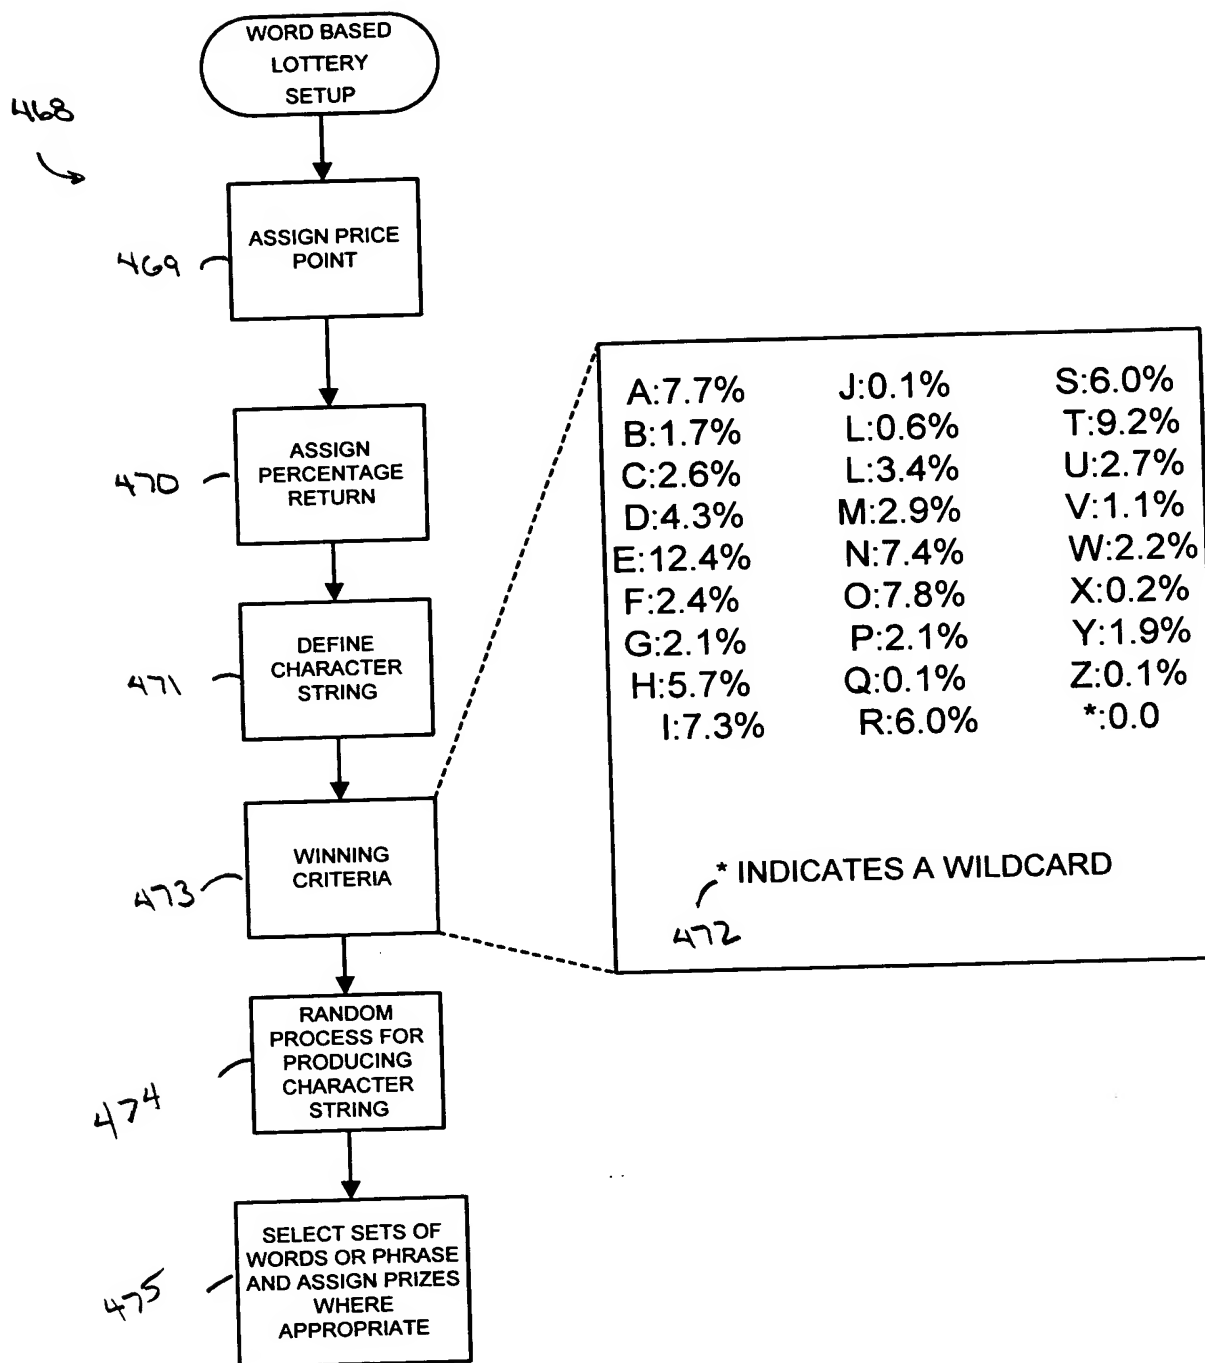 WORD BASED
LOTTERY
SETUP
468
ASSIGN PRICE
POINT
469
ASSIGN
PERCENTAGE
RETURN
470
DEFINE
CHARACTER
STRING
471
WINNING
CRITERIA
473
A:7.7% J:0.1% S:6.0%
B:1.7% L:0.6% T:9.2%
C:2.6% L:3.4% U:2.7%
D:4.3% M:2.9% V:1.1%
E:12.4% N:7.4% W:2.2%
F:2.4% O:7.8% X:0.2%
G:2.1% P:2.1% Y:1.9%
H:5.7% Q:0.1% Z:0.1%
I:7.3% R:6.0% *:0.0
* INDICATES A WILDCARD
472
RANDOM
PROCESS FOR
PRODUCING
CHARACTER
STRING
474
SELECT SETS OF
WORDS OR PHRASE
AND ASSIGN PRIZES
WHERE
APPROPRIATE
475